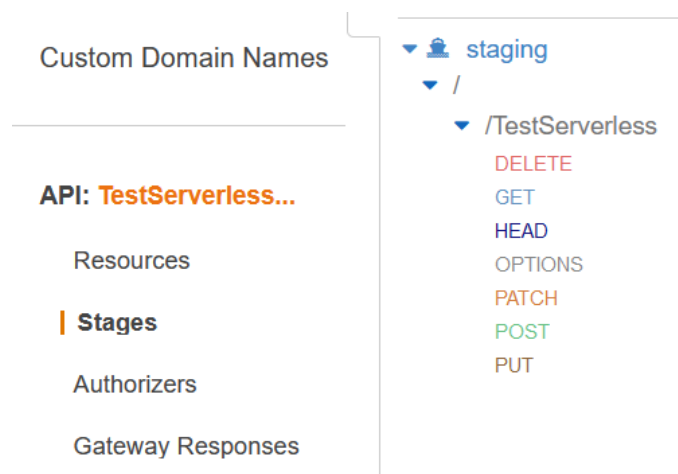 Custom Domain Names
API: TestServerless...
Resources
Stages
Authorizers
Gateway Responses
staging
/
/TestServerless
DELETE
GET
HEAD
OPTIONS
PATCH
POST
PUT